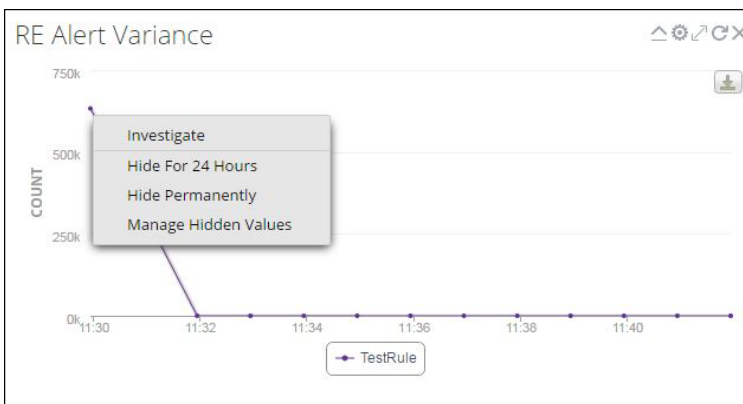 RE Alert Variance
750k
500k
250k
0k
COUNT
Investigate
Hide For 24 Hours
Hide Permanently
Manage Hidden Values
11:30
11:32
11:34
11:36
11:38
11:40
TestRule